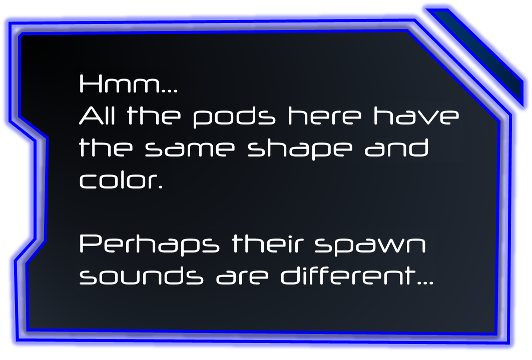 Hmm...
All the pods here have
the same shape and
color.
Perhaps their spawn
sounds are different...